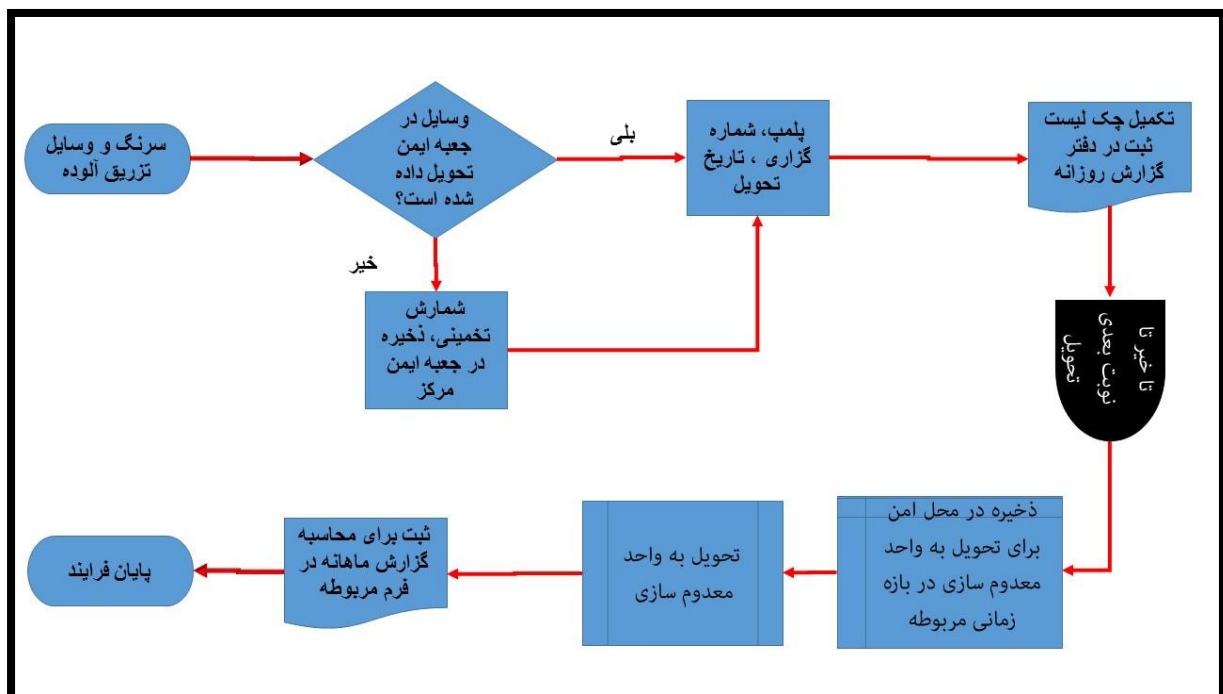 سرنگ و وسایل
تزریق آلوده
وسایل در
جعبه ایمن
تحویل داده
شده است؟
بلی
خیر
شمارش
تخمینی، ذخیره
در جعبه ایمن
مرکز
پلمپ، شماره
گزاری ، تاریخ
تحویل
تکمیل چک لیست
ثبت در دفتر
گزارش روزانه
تا خیر تا
نوبت بعدی
تحویل
ذخیره در محل امن
برای تحویل به واحد
معدوم سازی در بازه
زمانی مربوطه
تحویل به واحد
معدوم سازی
ثبت برای محاسبه
گزارش ماهانه در
فرم مربوطه
پایان فرایند